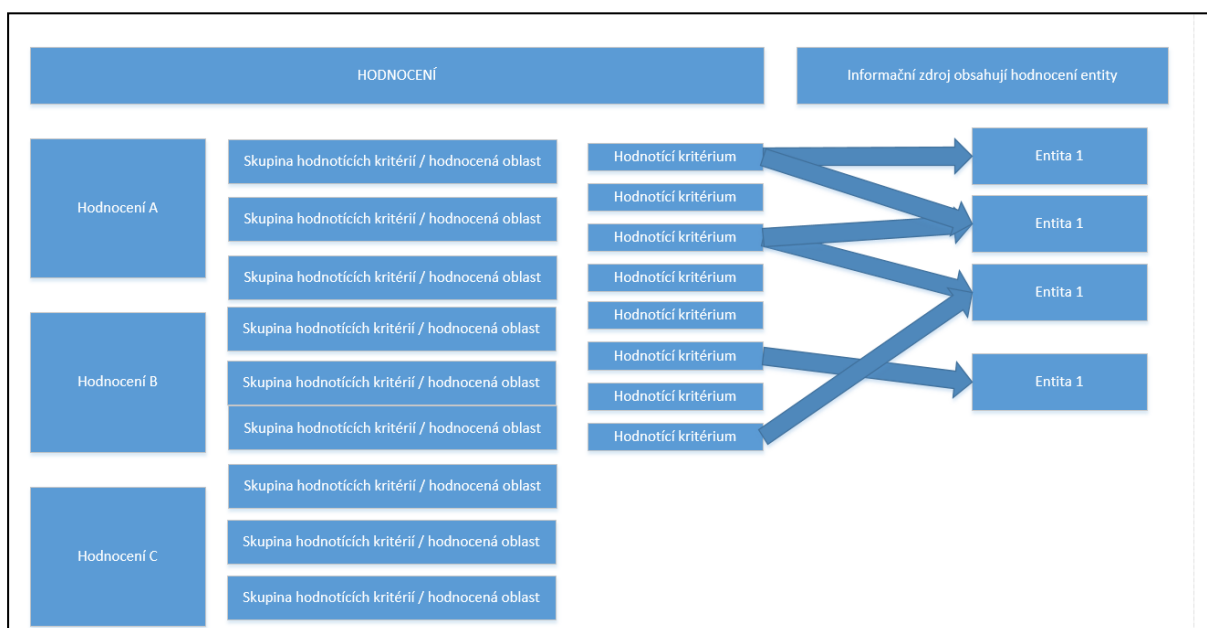 HODNOCENÍ
Informační zdroj obsahují hodnocení entity
Hodnocení A
Hodnocení B
Hodnocení C
Skupina hodnotících kritérií / hodnocená oblast
Skupina hodnotících kritérií / hodnocená oblast
Skupina hodnotících kritérií / hodnocená oblast
Skupina hodnotících kritérií / hodnocená oblast
Skupina hodnotících kritérií / hodnocená oblast
Skupina hodnotících kritérií / hodnocená oblast
Skupina hodnotících kritérií / hodnocená oblast
Skupina hodnotících kritérií / hodnocená oblast
Skupina hodnotících kritérií / hodnocená oblast
Hodnotící kritérium
Hodnotící kritérium
Hodnotící kritérium
Hodnotící kritérium
Hodnotící kritérium
Hodnotící kritérium
Hodnotící kritérium
Hodnotící kritérium
Entita 1
Entita 1
Entita 1
Entita 1